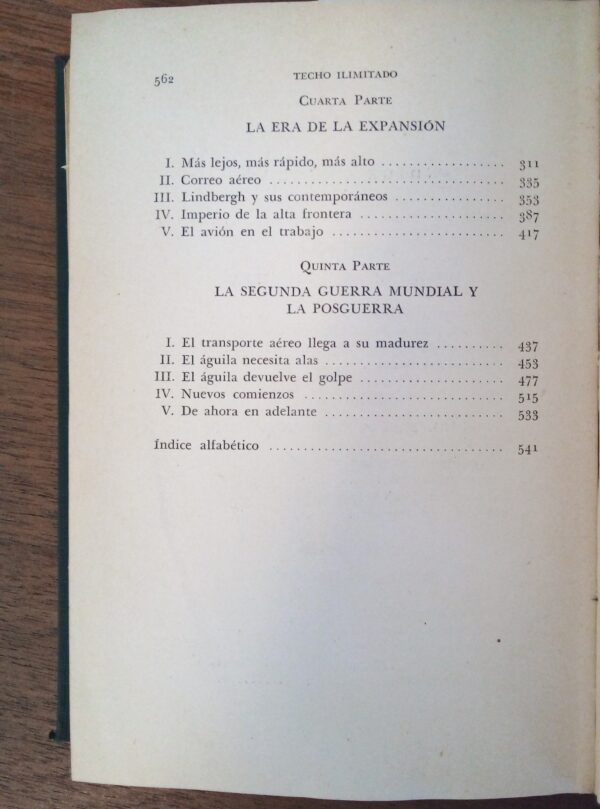 562 TECHO ILIMITADO
Cuarta Parte
LA ERA DE LA EXPANSIÓN
I. Más lejos, más rápido, más alto .................. 311
II. Correo aéreo .................................. 335
III. Lindbergh y sus contemporáneos ................ 353
IV. Imperio de la alta frontera ...................... 387
V. El avión en el trabajo .......................... 417
Quinta Parte
LA SEGUNDA GUERRA MUNDIAL Y
LA POSGUERRA
I. El transporte aéreo llega a su madurez .......... 437
II. El águila necesita alas .......................... 453
III. El águila devuelve el golpe ..................... 477
IV. Nuevos comienzos ............................. 515
V. De ahora en adelante ........................... 533
Índice alfabético .................................. 541